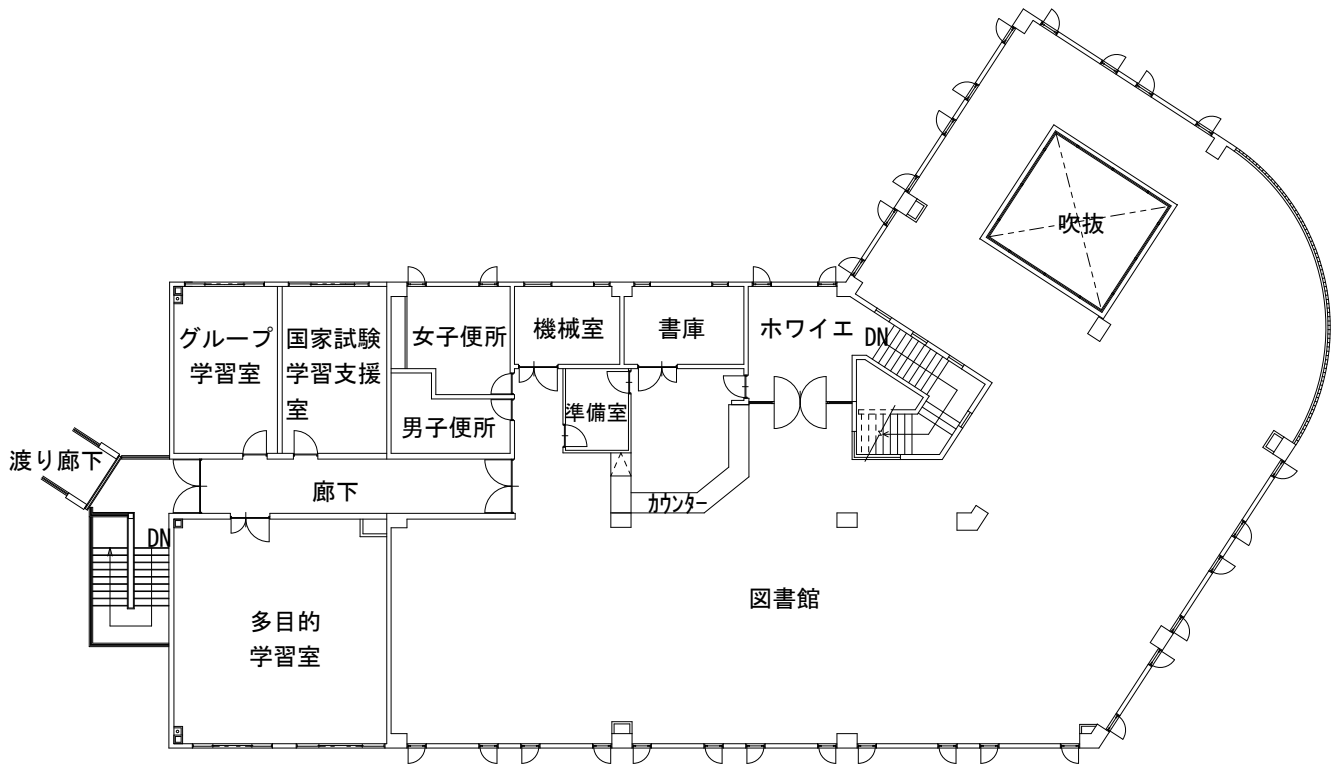 吹抜
グループ
学習室
国家試験
学習支援
室
女子便所
機械室
書庫
ホワイエ
DN
男子便所
準備室
渡り廊下
廊下
カウンター
DN
図書館
多目的
学習室